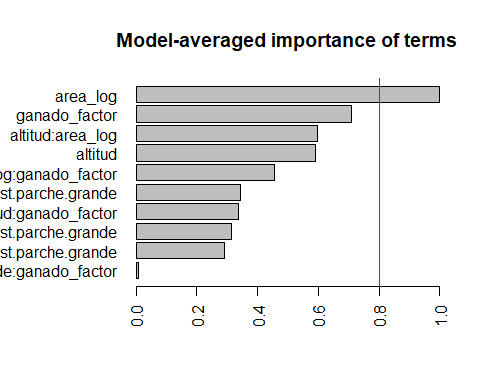 Model-averaged importance of terms
area_log
ganado_factor
altitud:area_log
altitud
og:ganado_factor
st.parche.grande
ud:ganado_factor
st.parche.grande
st.parche.grande
de:ganado_factor
0.0
0.2
0.4
0.6
0.8
1.0